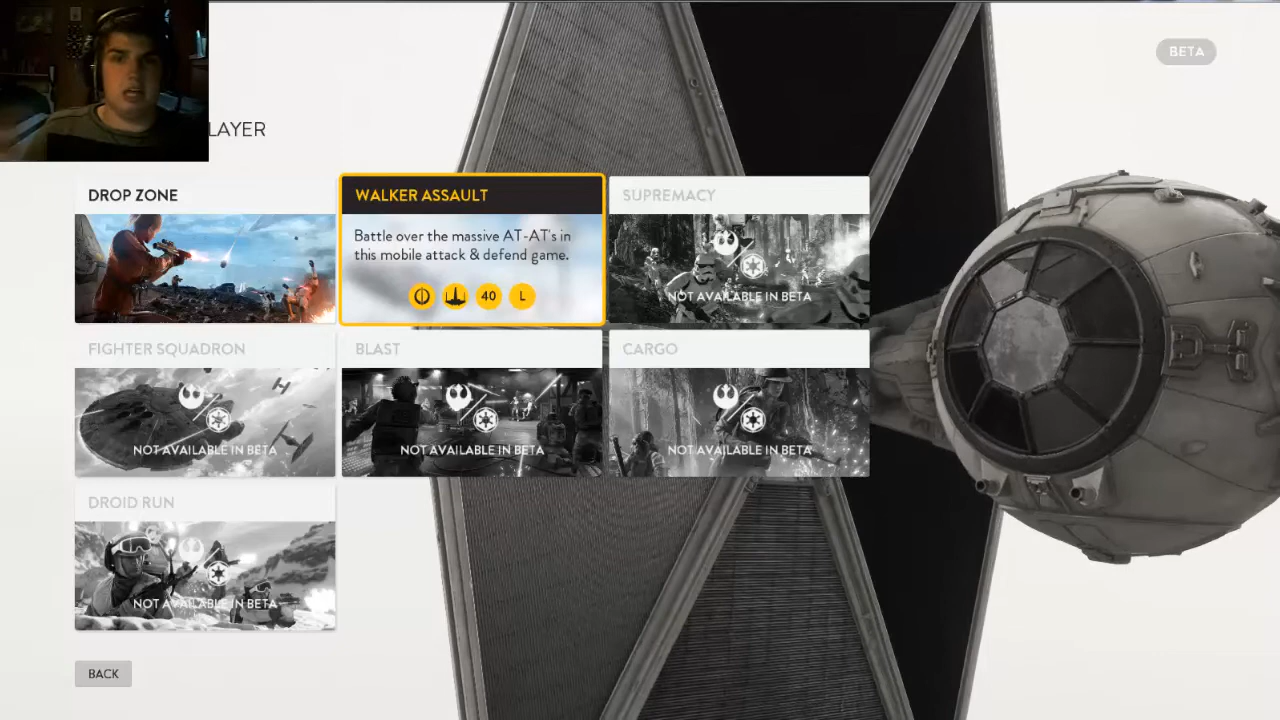 BETA
LAYER
DROP ZONE
WALKER ASSAULT
Battle over the massive AT-AT's in
this mobile attack & defend game.
40
L
SUPREMACY
NOT AVAILABLE IN BETA
FIGHTER SQUADRON
NOT AVAILABLE IN BETA
BLAST
NOT AVAILABLE IN BETA
CARGO
NOT AVAILABLE IN BETA
DROID RUN
NOT AVAILABLE IN BETA
BACK